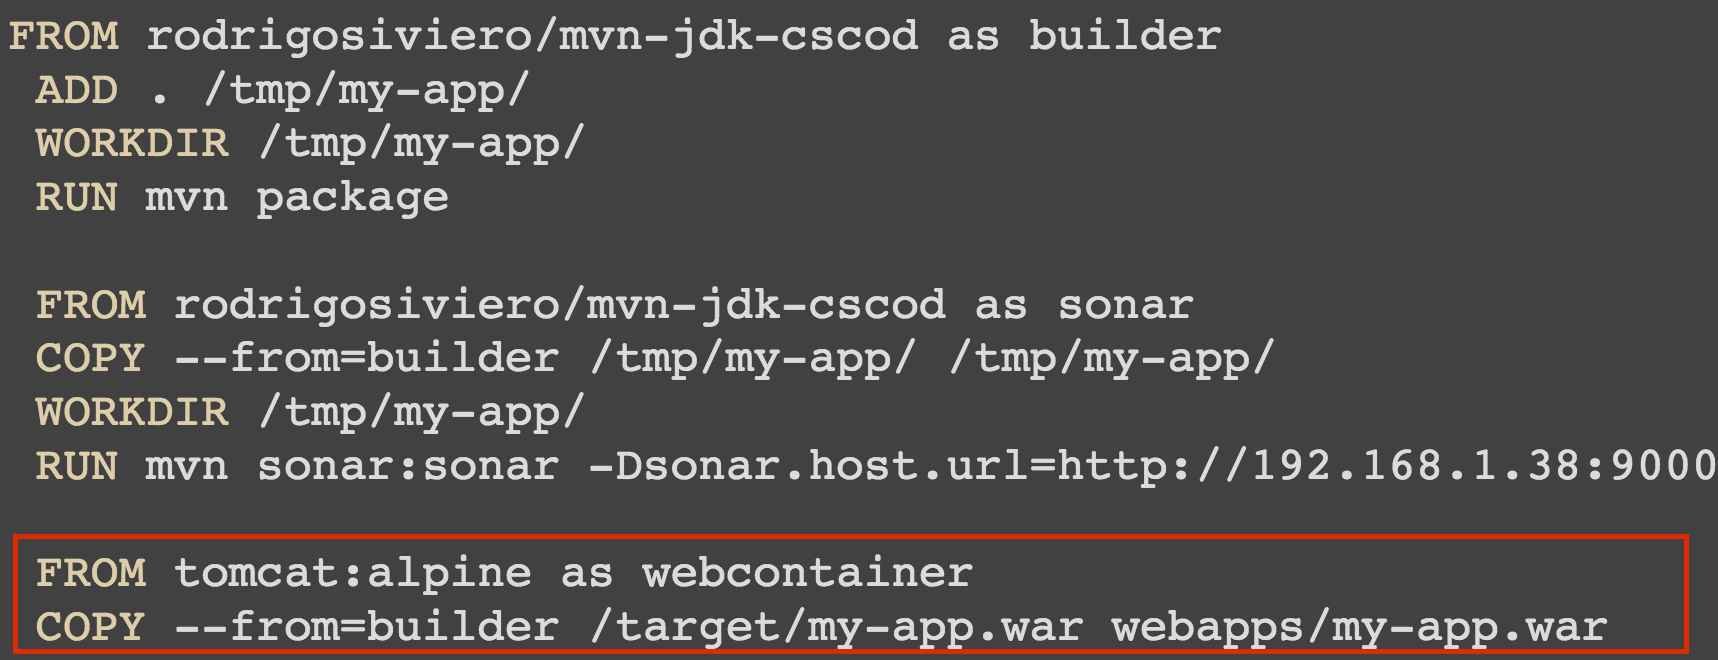 FROM rodrigosiviero/mvn-jdk-cscod as builder
ADD . /tmp/my-app/
WORKDIR /tmp/my-app/
RUN mvn package
FROM rodrigosiviero/mvn-jdk-cscod as sonar
COPY --from=builder /tmp/my-app/ /tmp/my-app/
WORKDIR /tmp/my-app/
RUN mvn sonar:sonar -Dsonar.host.url=http://192.168.1.38:9000
FROM tomcat:alpine as webcontainer
COPY --from=builder /target/my-app.war webapps/my-app.war